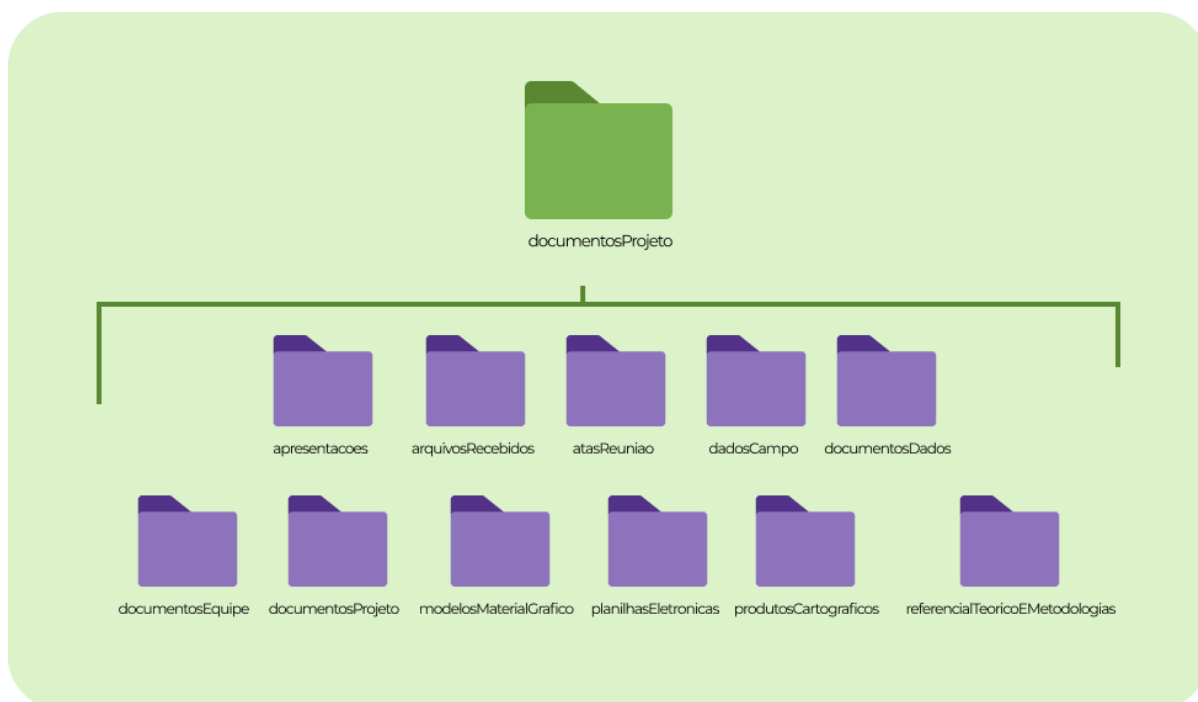 documentosProjeto
apresentacoes arquivosRecebidos atasReuniao dadosCampo documentosDados
documentosEquipe documentosProjeto modelosMaterialGrafico planilhasEletronicas produtosCartograficos referencialTeoricoEMetodologias